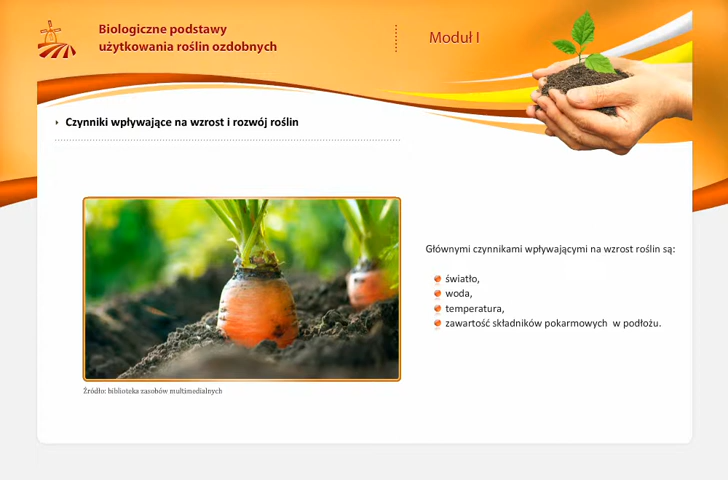 Biologiczne podstawy
użytkowania roślin ozdobnych
Moduł I
Czynniki wpływające na wzrost i rozwój roślin
Głównymi czynnikami wpływającymi na wzrost roślin są:
światło,
woda,
temperatura,
zawartość składników pokarmowych w podłożu.
Źródło: biblioteka zasobów multimedialnych